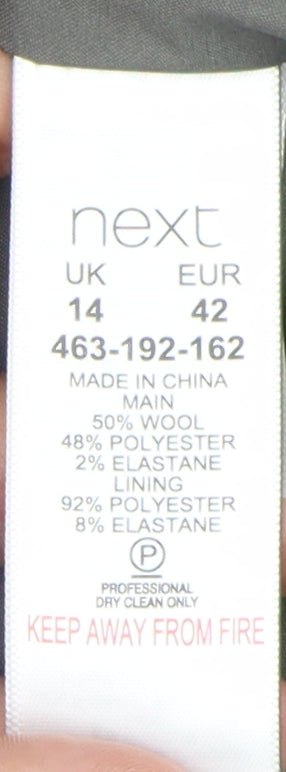 next
UK EUR
14 42
463-192-162
MADE IN CHINA
MAIN
50% WOOL
48% POLYESTER
2% ELASTANE
LINING
92% POLYESTER
8% ELASTANE
P
PROFESSIONAL
DRY CLEAN ONLY
KEEP AWAY FROM FIRE